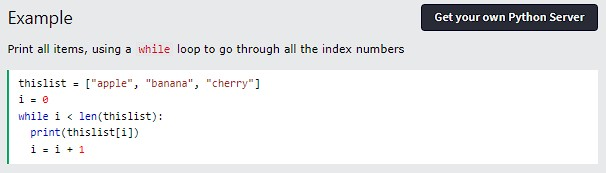 Example
Get your own Python Server
Print all items, using a while loop to go through all the index numbers
thislist = ["apple", "banana", "cherry"]
i = 0
while i < len(thislist):
  print(thislist[i])
  i = i + 1